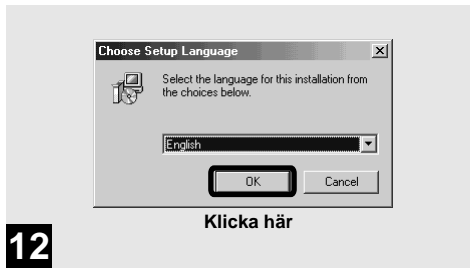 Choose Setup Language
Select the language for this installation from
the choices below.
English
OK Cancel
Klicka här
12